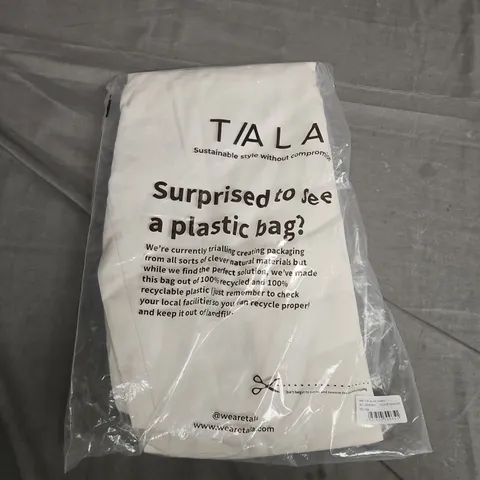 TALA
Sustainable style without compromise
Surprised to see
a plastic bag?
We're currently trialling creating packaging
from all sorts of clever natural materials but
while we find the perfect solution, we've made
this bag out of 100% recycled and 100%
recyclable plastic (just remember to check
your local facilities so you can recycle properl
and keep it out of landfill
@wearetala
www.wearetala.com